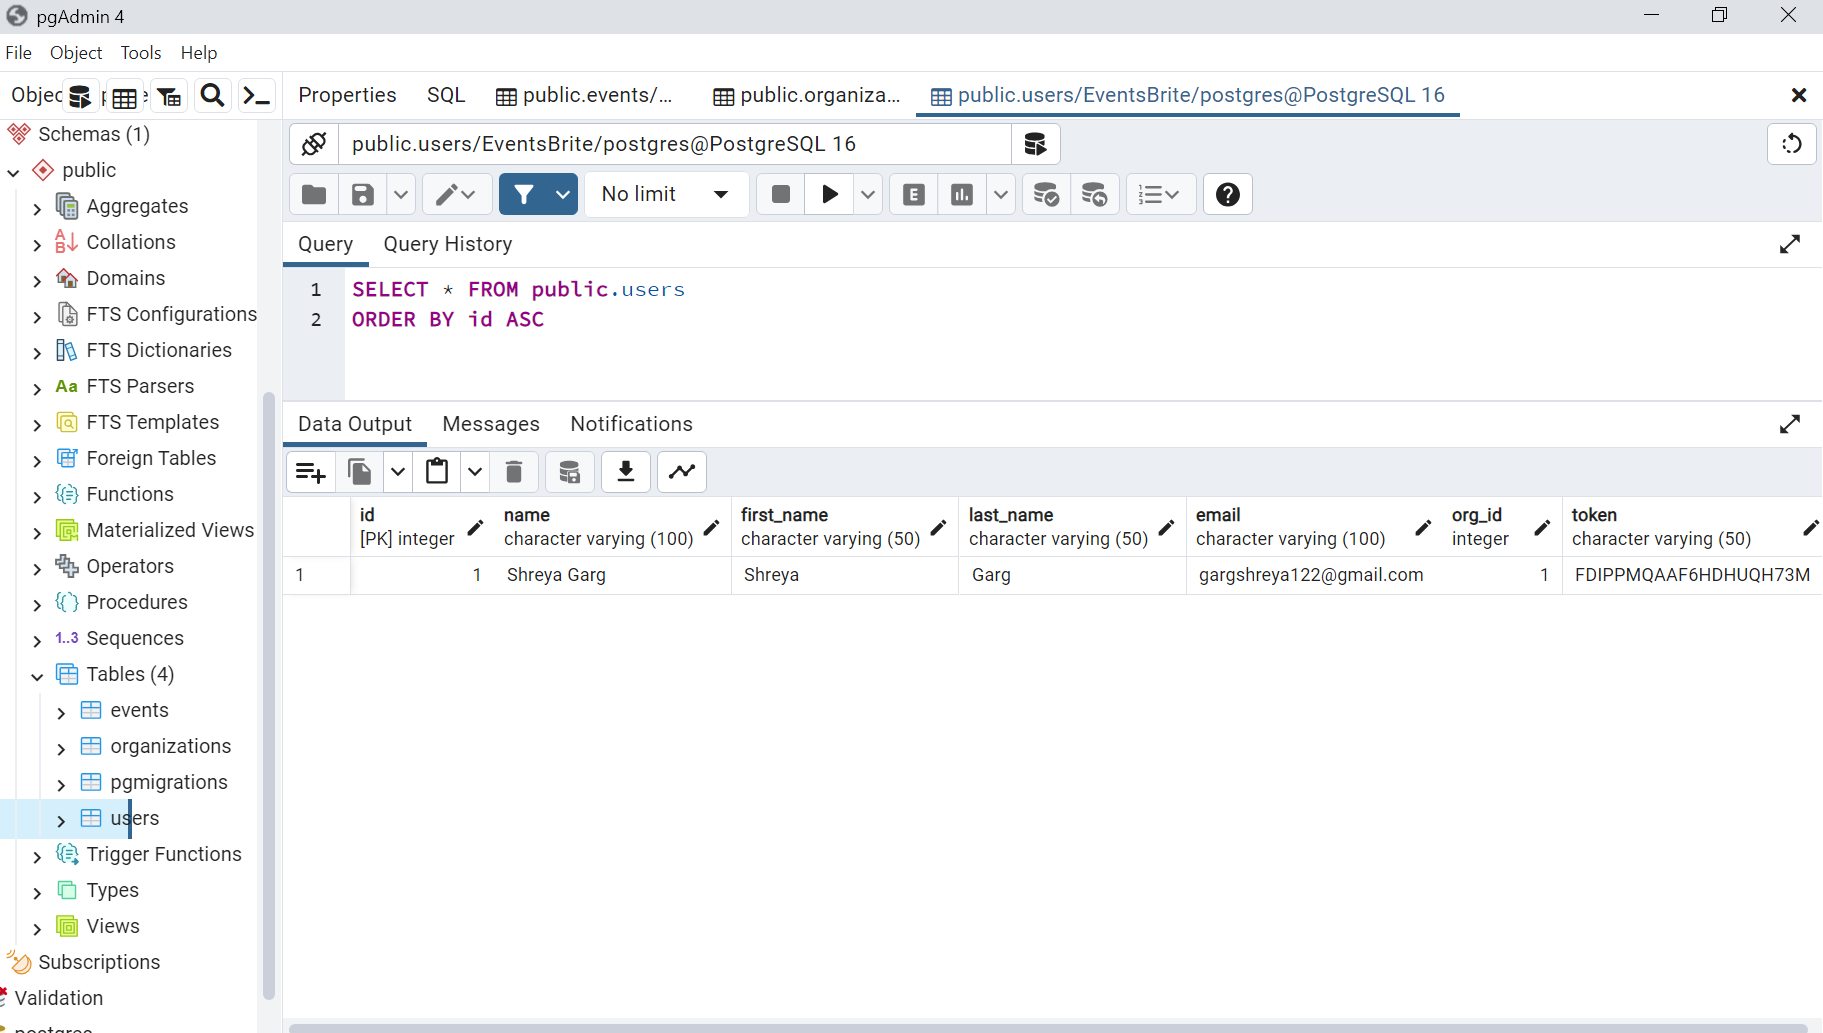 pgAdmin 4
File Object Tools Help
Objec
Properties SQL public.events/... public.organiza... public.users/EventsBrite/postgres@PostgreSQL 16
Schemas (1)
public
Aggregates
Collations
Domains
FTS Configurations
FTS Dictionaries
Aa FTS Parsers
FTS Templates
Foreign Tables
Functions
Materialized Views
Operators
Procedures
1..3 Sequences
Tables (4)
events
organizations
pgmigrations
users
Trigger Functions
Types
Views
Subscriptions
Validation
postgres
public.users/EventsBrite/postgres@PostgreSQL 16
No limit
E
Query Query History
1 SELECT * FROM public.users
2 ORDER BY id ASC
Data Output Messages Notifications
id name first_name last_name email org_id token
[PK] integer character varying (100) character varying (50) character varying (50) character varying (100) integer character varying (50)
1 1 Shreya Garg Shreya Garg gargshreya122@gmail.com 1 FDIPPMQAAF6HDHUQH73M